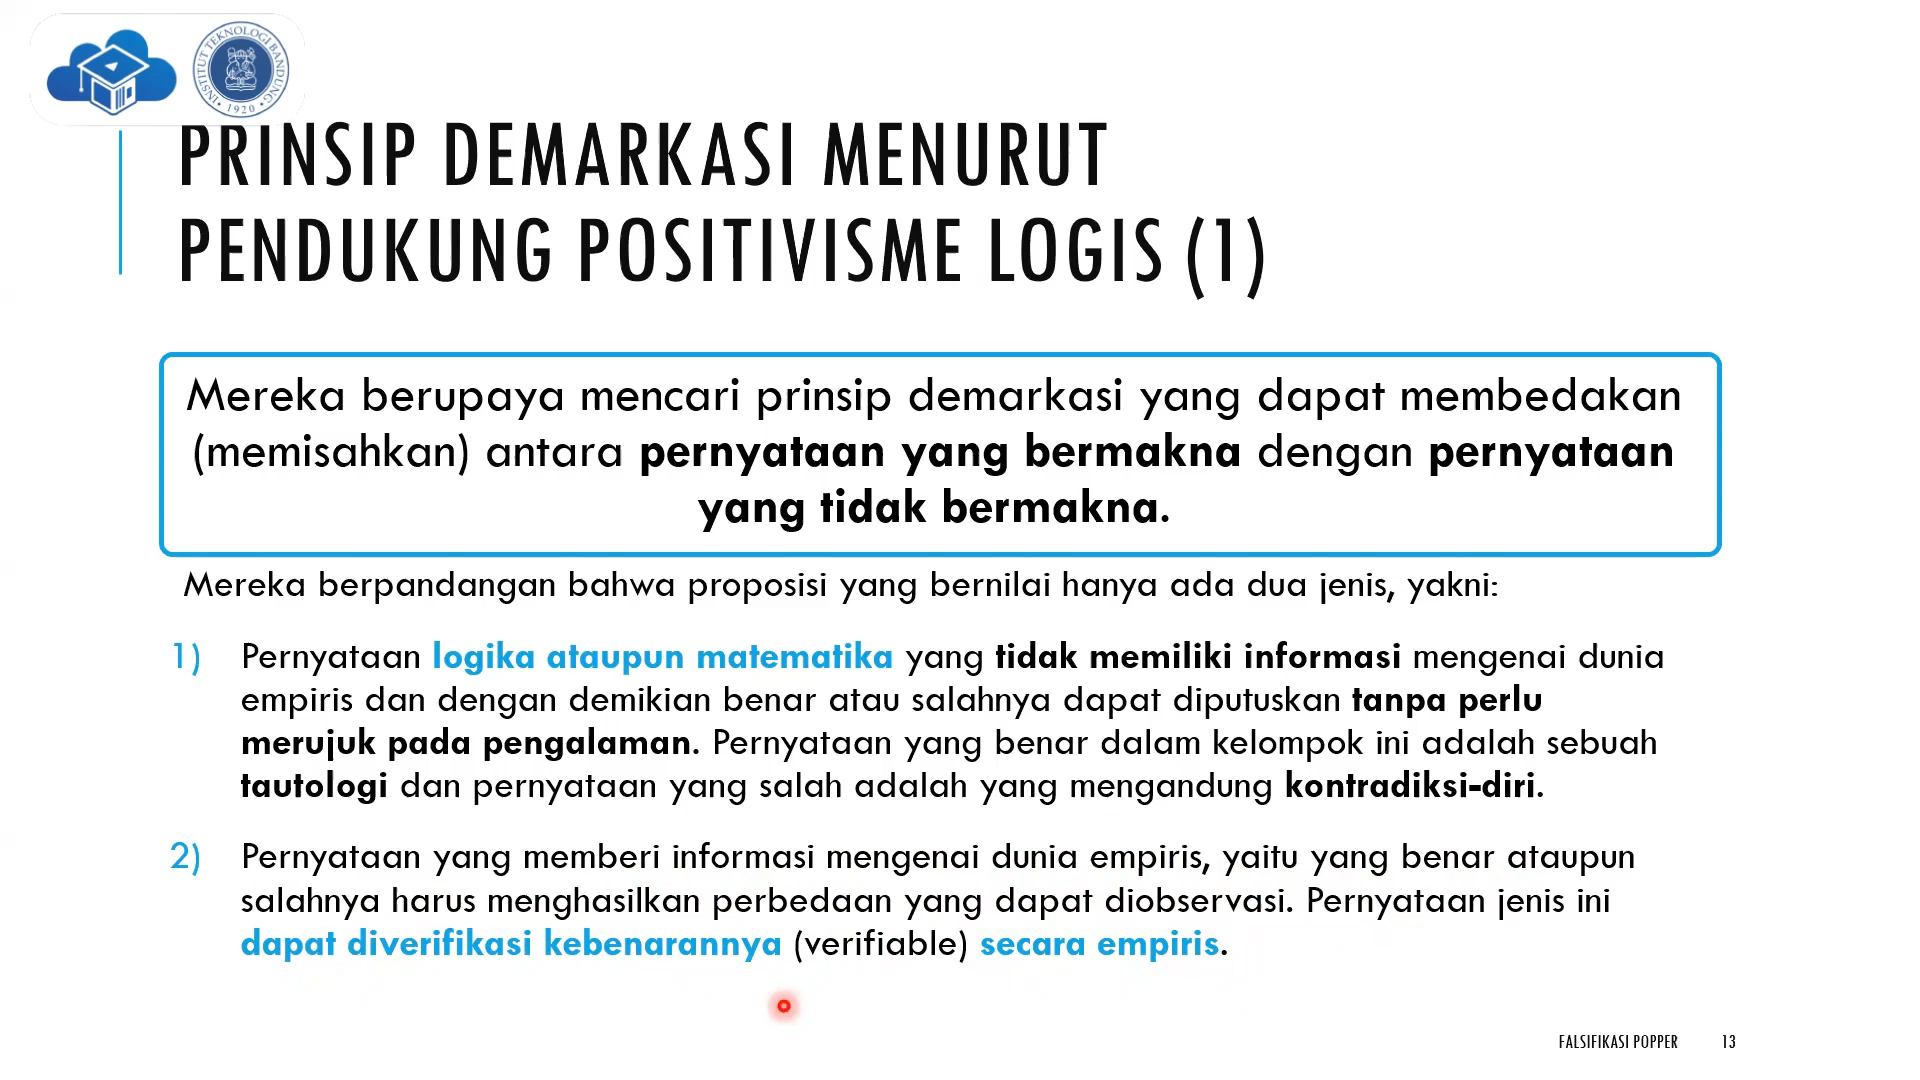 INSTITUT TEKNOLOGI BANDUNG
1920
PRINSIP DEMARKASI MENURUT
PENDUKUNG POSITIVISME LOGIS (1)
Mereka berupaya mencari prinsip demarkasi yang dapat membedakan
(memisahkan) antara pernyataan yang bermakna dengan pernyataan
yang tidak bermakna.
Mereka berpandangan bahwa proposisi yang bernilai hanya ada dua jenis, yakni:
1) Pernyataan logika ataupun matematika yang tidak memiliki informasi mengenai dunia
empiris dan dengan demikian benar atau salahnya dapat diputuskan tanpa perlu
merujuk pada pengalaman. Pernyataan yang benar dalam kelompok ini adalah sebuah
tautologi dan pernyataan yang salah adalah yang mengandung kontradiksi-diri.
2) Pernyataan yang memberi informasi mengenai dunia empiris, yaitu yang benar ataupun
salahnya harus menghasilkan perbedaan yang dapat diobservasi. Pernyataan jenis ini
dapat diverifikasi kebenarannya (verifiable) secara empiris.
FALSIFIKASI POPPER 13